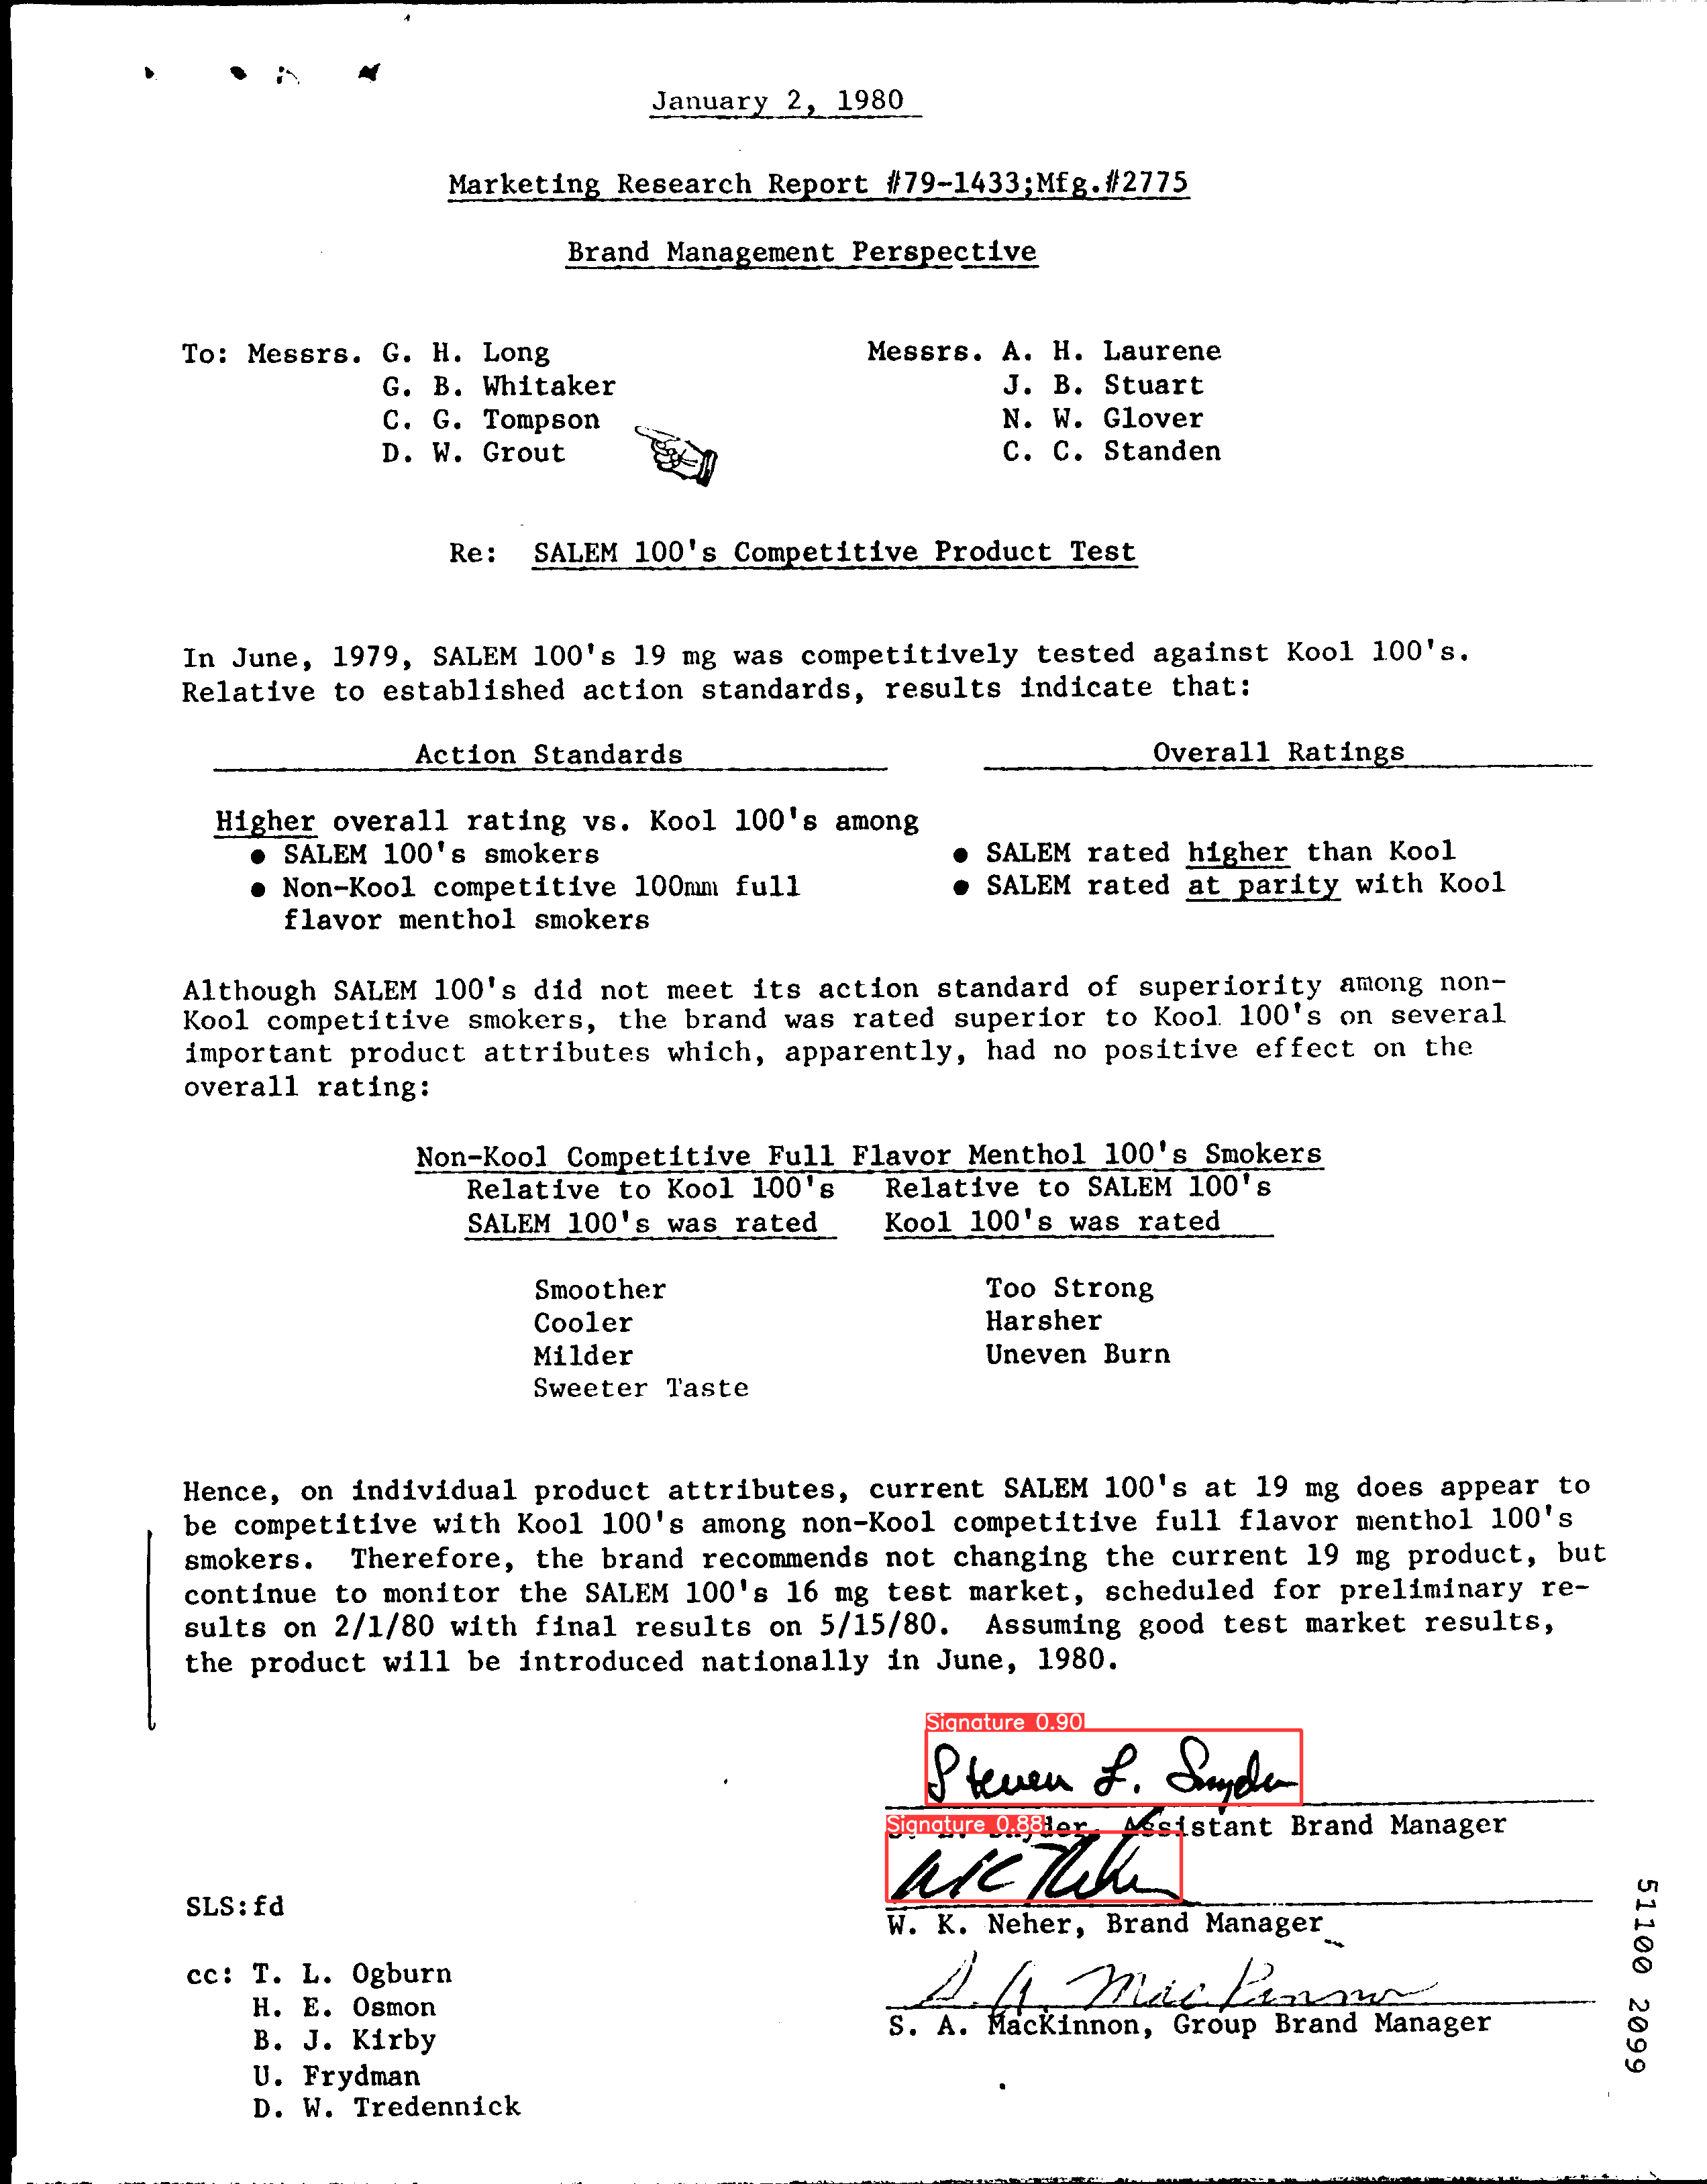 January 2, 1980
Marketing Research Report #79-1433;Mfg.#2775
Brand Management Perspective
To: Messrs. G. H. Long
G. B. Whitaker
C. G. Tompson
D. W. Grout
Messrs. A. H. Laurene
J. B. Stuart
N. W. Glover
C. C. Standen
Re: SALEM 100's Competitive Product Test
In June, 1979, SALEM 100's 19 mg was competitively tested against Kool 100's.
Relative to established action standards, results indicate that:
Action Standards
Overall Ratings
Higher overall rating vs. Kool 100's among
• SALEM 100's smokers
• SALEM rated higher than Kool
• Non-Kool competitive 100mm full
flavor menthol smokers
• SALEM rated at parity with Kool
Although SALEM 100's did not meet its action standard of superiority among non-
Kool competitive smokers, the brand was rated superior to Kool 100's on several
important product attributes which, apparently, had no positive effect on the
overall rating:
Non-Kool Competitive Full Flavor Menthol 100's Smokers
Relative to Kool 100's
SALEM 100's was rated
Smoother
Cooler
Milder
Sweeter Taste
Relative to SALEM 100's
Kool 100's was rated
Too Strong
Harsher
Uneven Burn
Hence, on individual product attributes, current SALEM 100's at 19 mg does appear to
be competitive with Kool 100's among non-Kool competitive full flavor menthol 100's
smokers. Therefore, the brand recommends not changing the current 19 mg product, but
continue to monitor the SALEM 100's 16 mg test market, scheduled for preliminary re-
sults on 2/1/80 with final results on 5/15/80. Assuming good test market results,
the product will be introduced nationally in June, 1980.
Signature 0.90
Steven L. Snyder
Assistant Brand Manager
Signature 0.88
WK Neher
W. K. Neher, Brand Manager
S. A. MacKinnon
S. A. MacKinnon, Group Brand Manager
SLS:fd
cc: T. L. Ogburn
H. E. Osmon
B. J. Kirby
U. Frydman
D. W. Tredennick
51100 2099